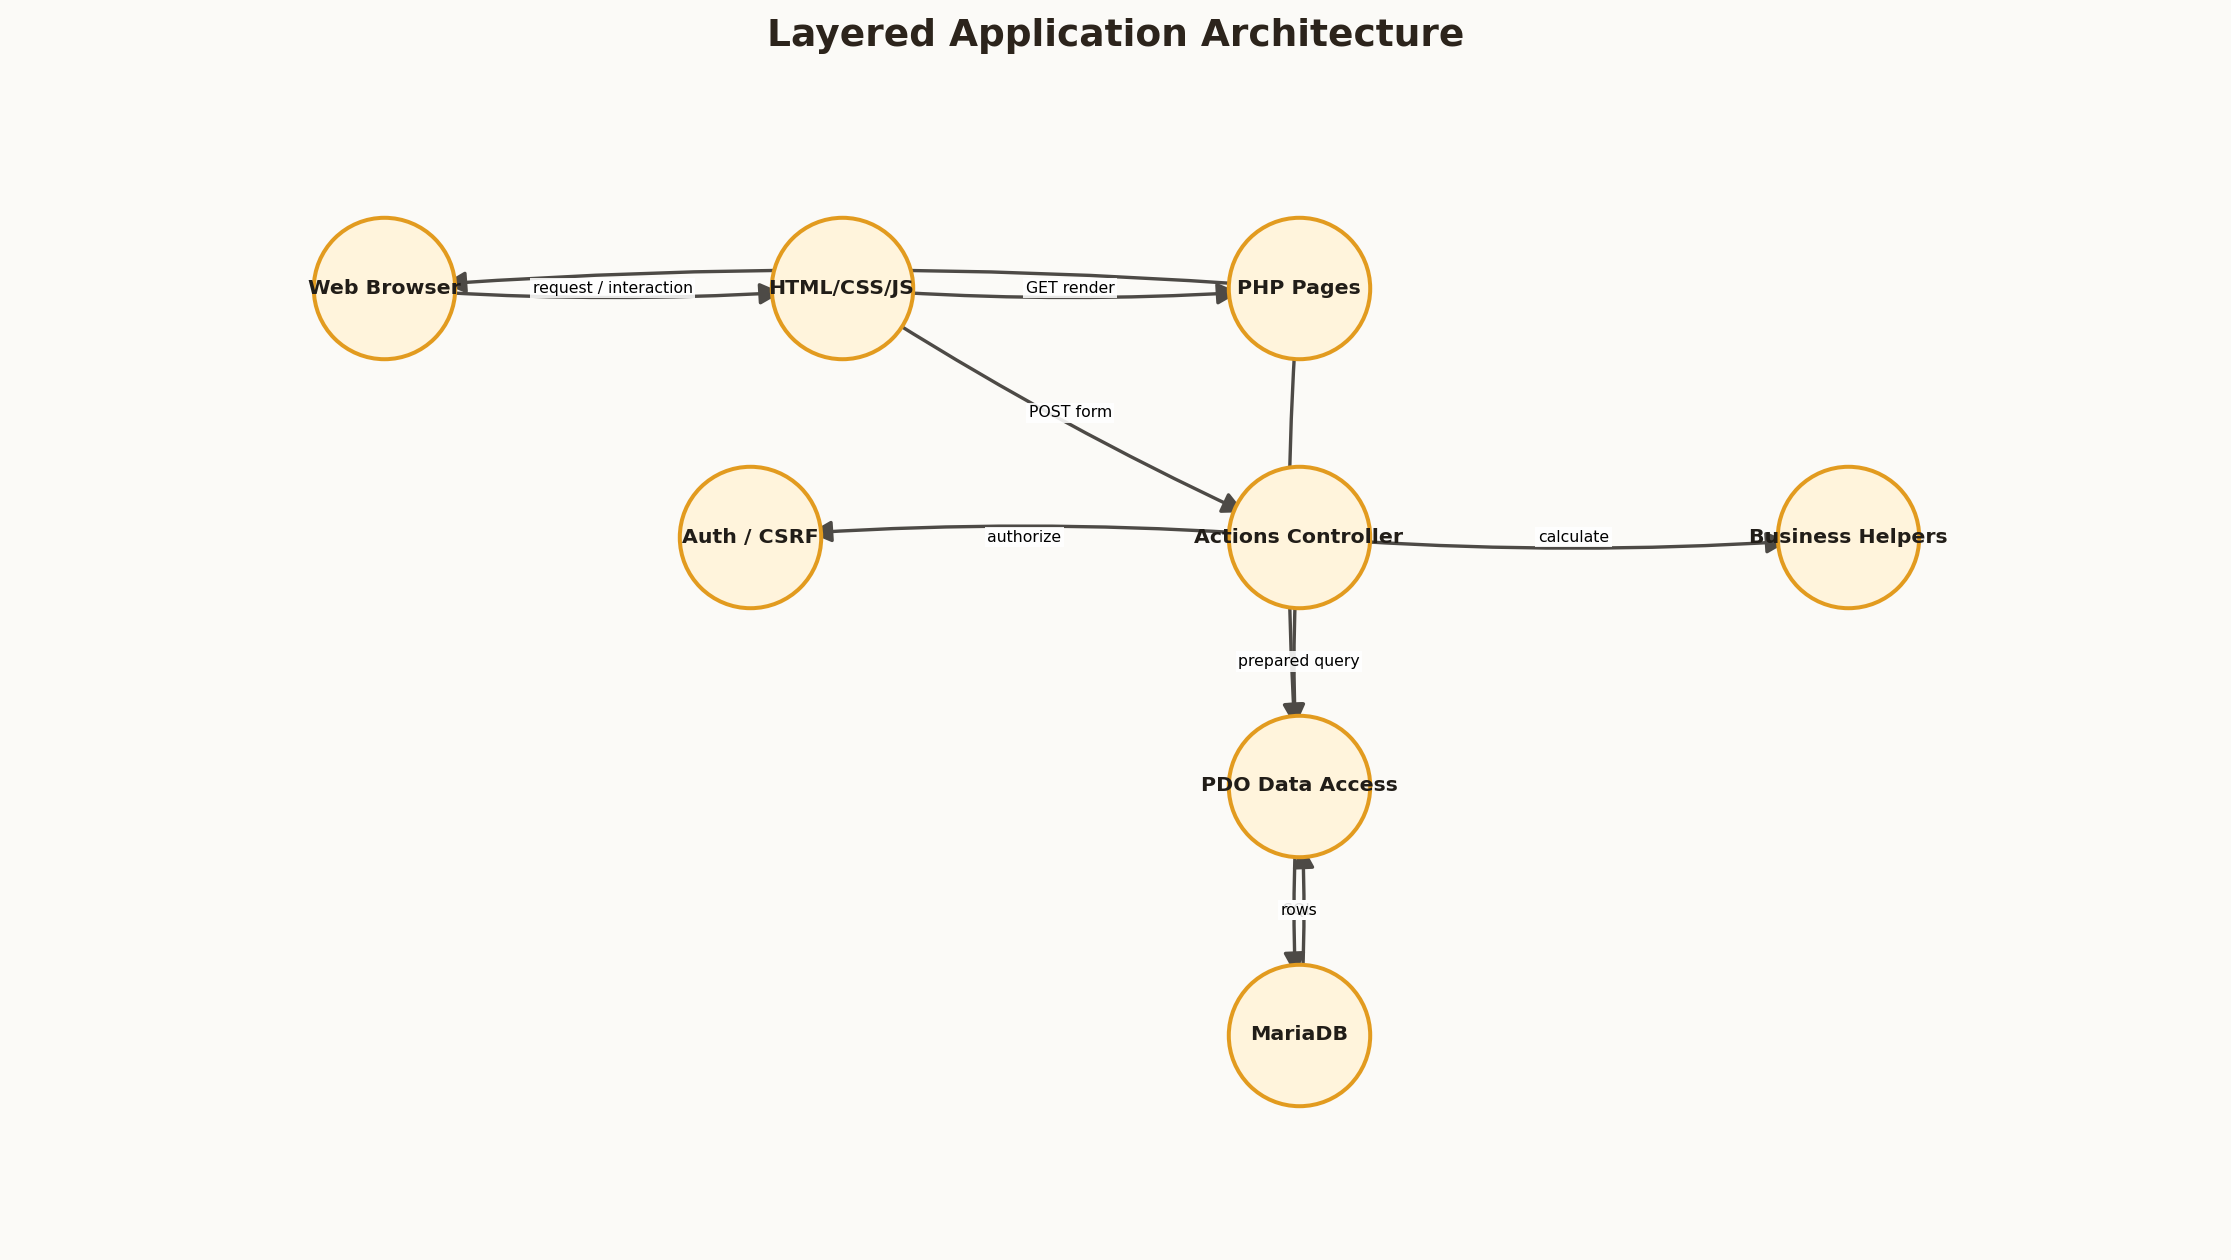 Layered Application Architecture
Web Browser
request / interaction
HTML/CSS/JS
GET render
PHP Pages
POST form
Auth / CSRF
authorize
Actions Controller
calculate
Business Helpers
prepared query
PDO Data Access
rows
MariaDB